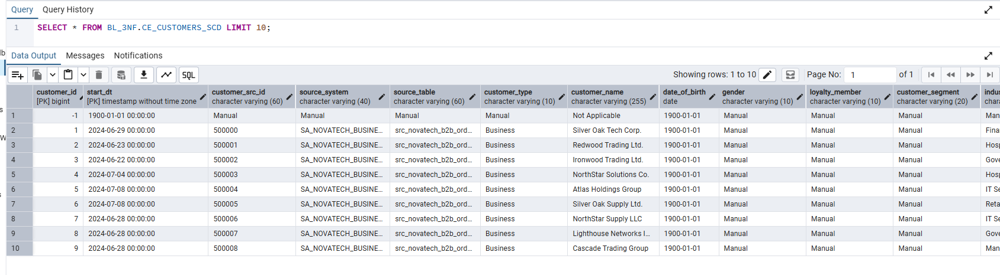 Query Query History
1 SELECT * FROM BL_3NF.CE_CUSTOMERS_SCD LIMIT 10;
Data Output Messages Notifications
SQL Showing rows: 1 to 10 Page No: 1 of 1
customer_id start_dt customer_src_id source_system source_table customer_type customer_name date_of_birth gender loyalty_member customer_segment indus
[PK] bigint [PK] timestamp without time zone character varying (60) character varying (40) character varying (60) character varying (10) character varying (255) date character varying (10) character varying (10) character varying (20) chara
1 -1 1900-01-01 00:00:00 Manual Manual Manual Manual Not Applicable 1900-01-01 Manual Manual Manual Man
2 1 2024-06-29 00:00:00 500000 SA_NOVATECH_BUSINE... src_novatech_b2b_ord... Business Silver Oak Tech Corp. 1900-01-01 Manual Manual Manual Finan
3 2 2024-06-23 00:00:00 500001 SA_NOVATECH_BUSINE... src_novatech_b2b_ord... Business Redwood Trading Ltd. 1900-01-01 Manual Manual Manual Hosp
4 3 2024-06-22 00:00:00 500002 SA_NOVATECH_BUSINE... src_novatech_b2b_ord... Business Ironwood Trading Ltd. 1900-01-01 Manual Manual Manual Gove
5 4 2024-07-04 00:00:00 500003 SA_NOVATECH_BUSINE... src_novatech_b2b_ord... Business NorthStar Solutions Co. 1900-01-01 Manual Manual Manual Hosp
6 5 2024-07-08 00:00:00 500004 SA_NOVATECH_BUSINE... src_novatech_b2b_ord... Business Atlas Holdings Group 1900-01-01 Manual Manual Manual IT Se
7 6 2024-07-08 00:00:00 500005 SA_NOVATECH_BUSINE... src_novatech_b2b_ord... Business Silver Oak Supply Ltd. 1900-01-01 Manual Manual Manual Reta
8 7 2024-06-28 00:00:00 500006 SA_NOVATECH_BUSINE... src_novatech_b2b_ord... Business NorthStar Supply LLC 1900-01-01 Manual Manual Manual IT Se
9 8 2024-06-28 00:00:00 500007 SA_NOVATECH_BUSINE... src_novatech_b2b_ord... Business Lighthouse Networks I... 1900-01-01 Manual Manual Manual Gove
10 9 2024-06-28 00:00:00 500008 SA_NOVATECH_BUSINE... src_novatech_b2b_ord... Business Cascade Trading Group 1900-01-01 Manual Manual Manual Man